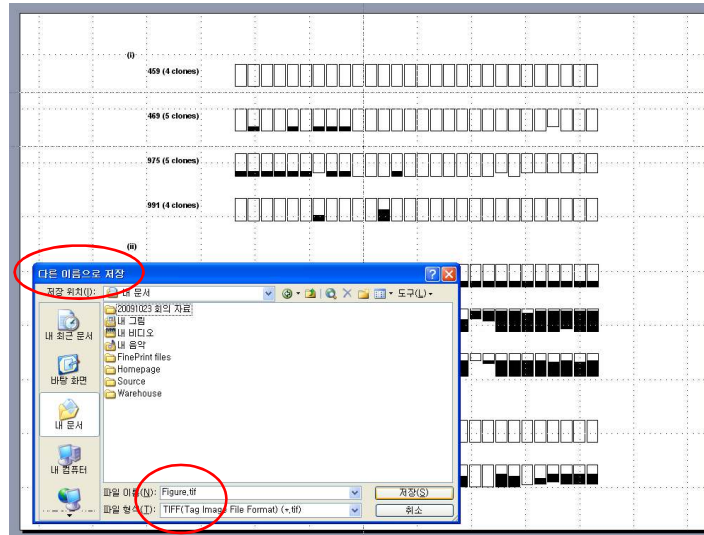 (i)
459 (4 clones)
469 (5 clones)
975 (5 clones)
991 (4 clones)
(ii)
다른 이름으로 저장
저장 위치(I):
내 문서
도구(L)
20091023 회의 자료
내 그림
내 비디오
내 음악
FinePrint files
Homepage
Source
Warehouse
내 최근 문서
바탕 화면
내 문서
내 컴퓨터
파일 이름(N): Figure.tif
저장(S)
파일 형식(T): TIFF(Tag Image File Format) (*.tif)
취소